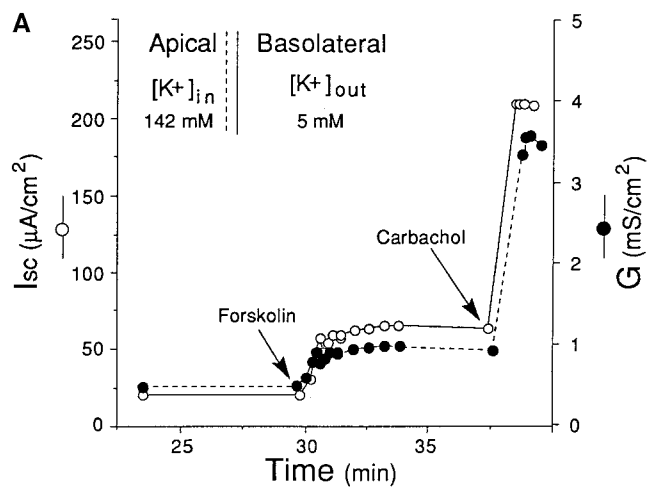 A
Apical Basolateral
[K+]in [K+]out
142 mM 5 mM
250
200
150
100
50
0
5
4
3
2
1
0
Isc (µA/cm2)
G (mS/cm2)
Carbachol
Forskolin
25 30 35
Time (min)